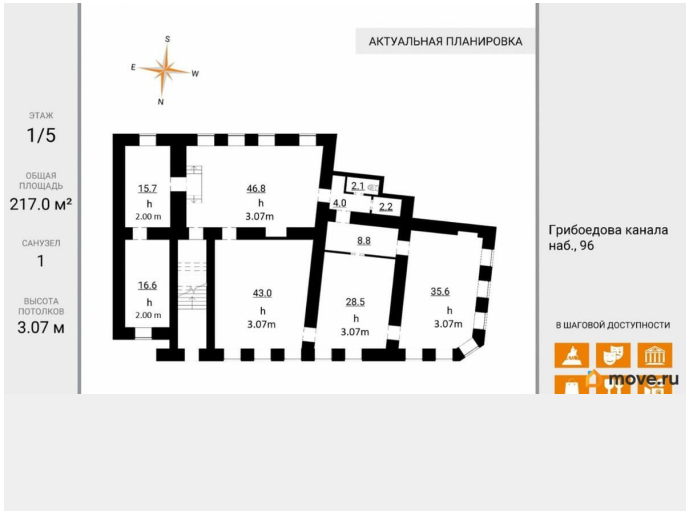 АКТУАЛЬНАЯ ПЛАНИРОВКА
S
E
W
N
ЭТАЖ
1/5
ОБЩАЯ
ПЛОЩАДЬ
217.0 м²
САНУЗЕЛ
1
ВЫСОТА
ПОТОЛКОВ
3.07 м
15.7
h
2.00 m
46.8
h
3.07m
2.1
4.0
2.2
8.8
16.6
h
2.00 m
43.0
h
3.07m
28.5
h
3.07m
35.6
h
3.07m
Грибоедова канала
наб., 96
В ШАГОВОЙ ДОСТУПНОСТИ
move.ru